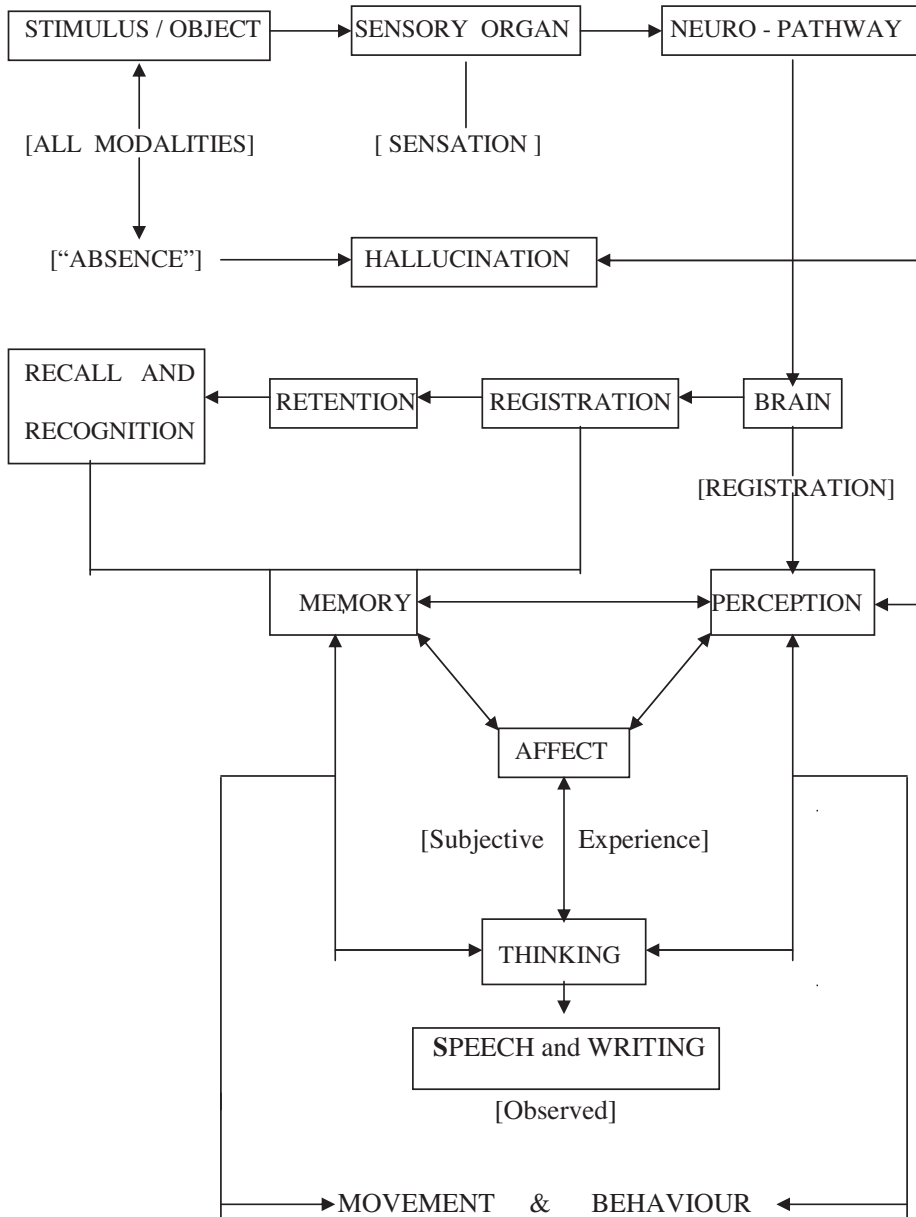 STIMULUS / OBJECT
SENSORY ORGAN
NEURO - PATHWAY
[ALL MODALITIES]
[ SENSATION ]
[“ABSENCE”]
HALLUCINATION
RECALL AND
RECOGNITION
RETENTION
REGISTRATION
BRAIN
[REGISTRATION]
MEMORY
PERCEPTION
AFFECT
[Subjective Experience]
THINKING
SPEECH and WRITING
[Observed]
MOVEMENT & BEHAVIOUR